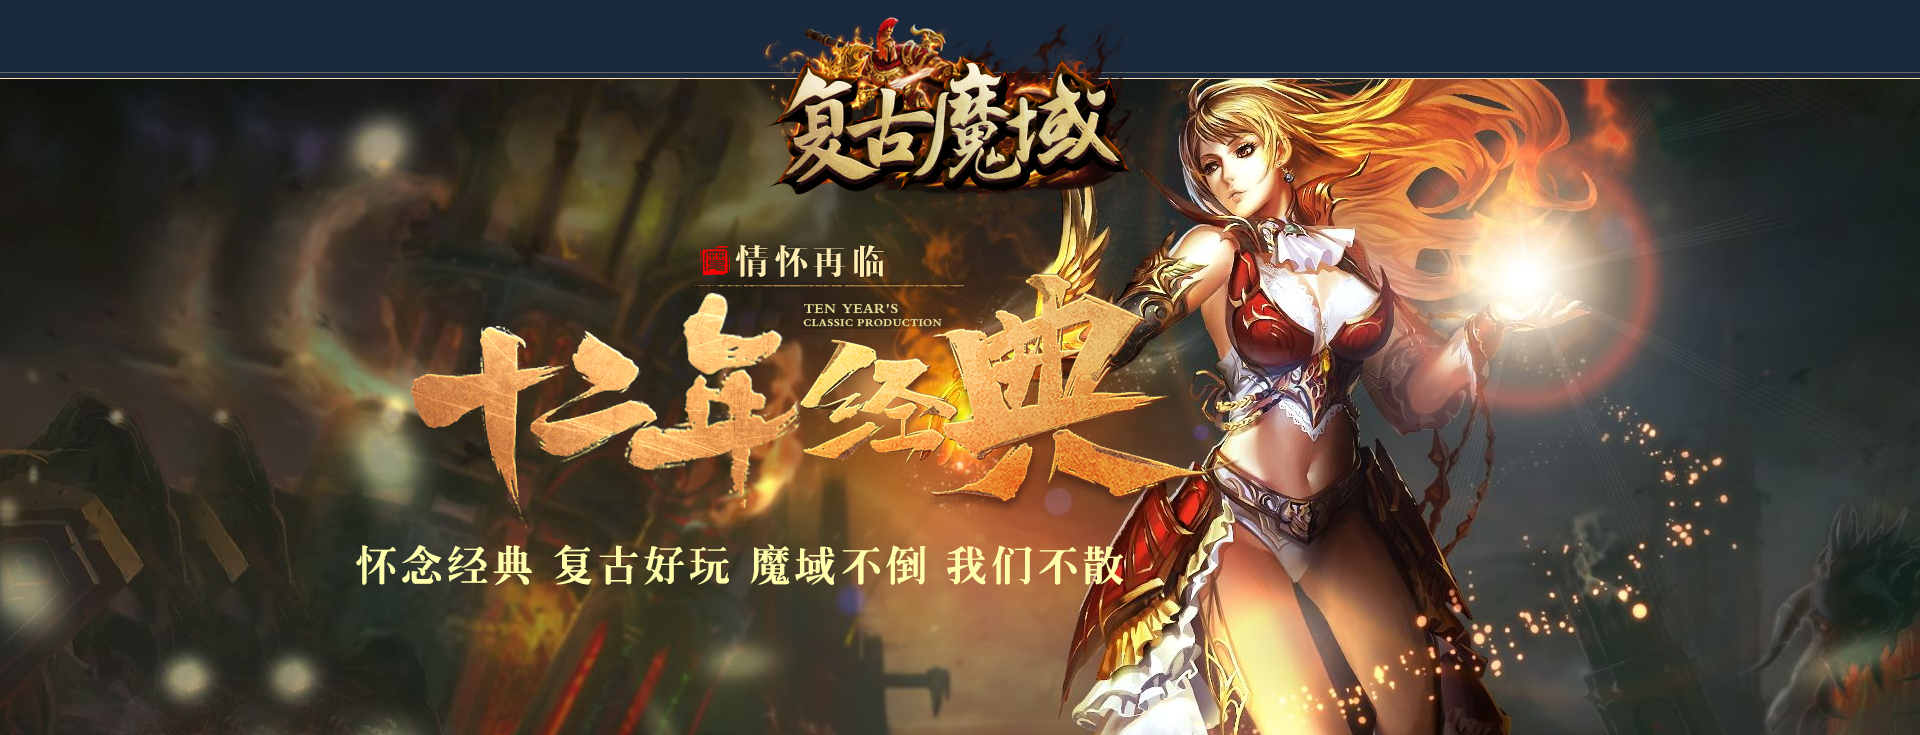 复古魔域
情怀再临
TEN YEAR'S
CLASSIC PRODUCTION
十二年经典
怀念经典 复古好玩 魔域不倒 我们不散